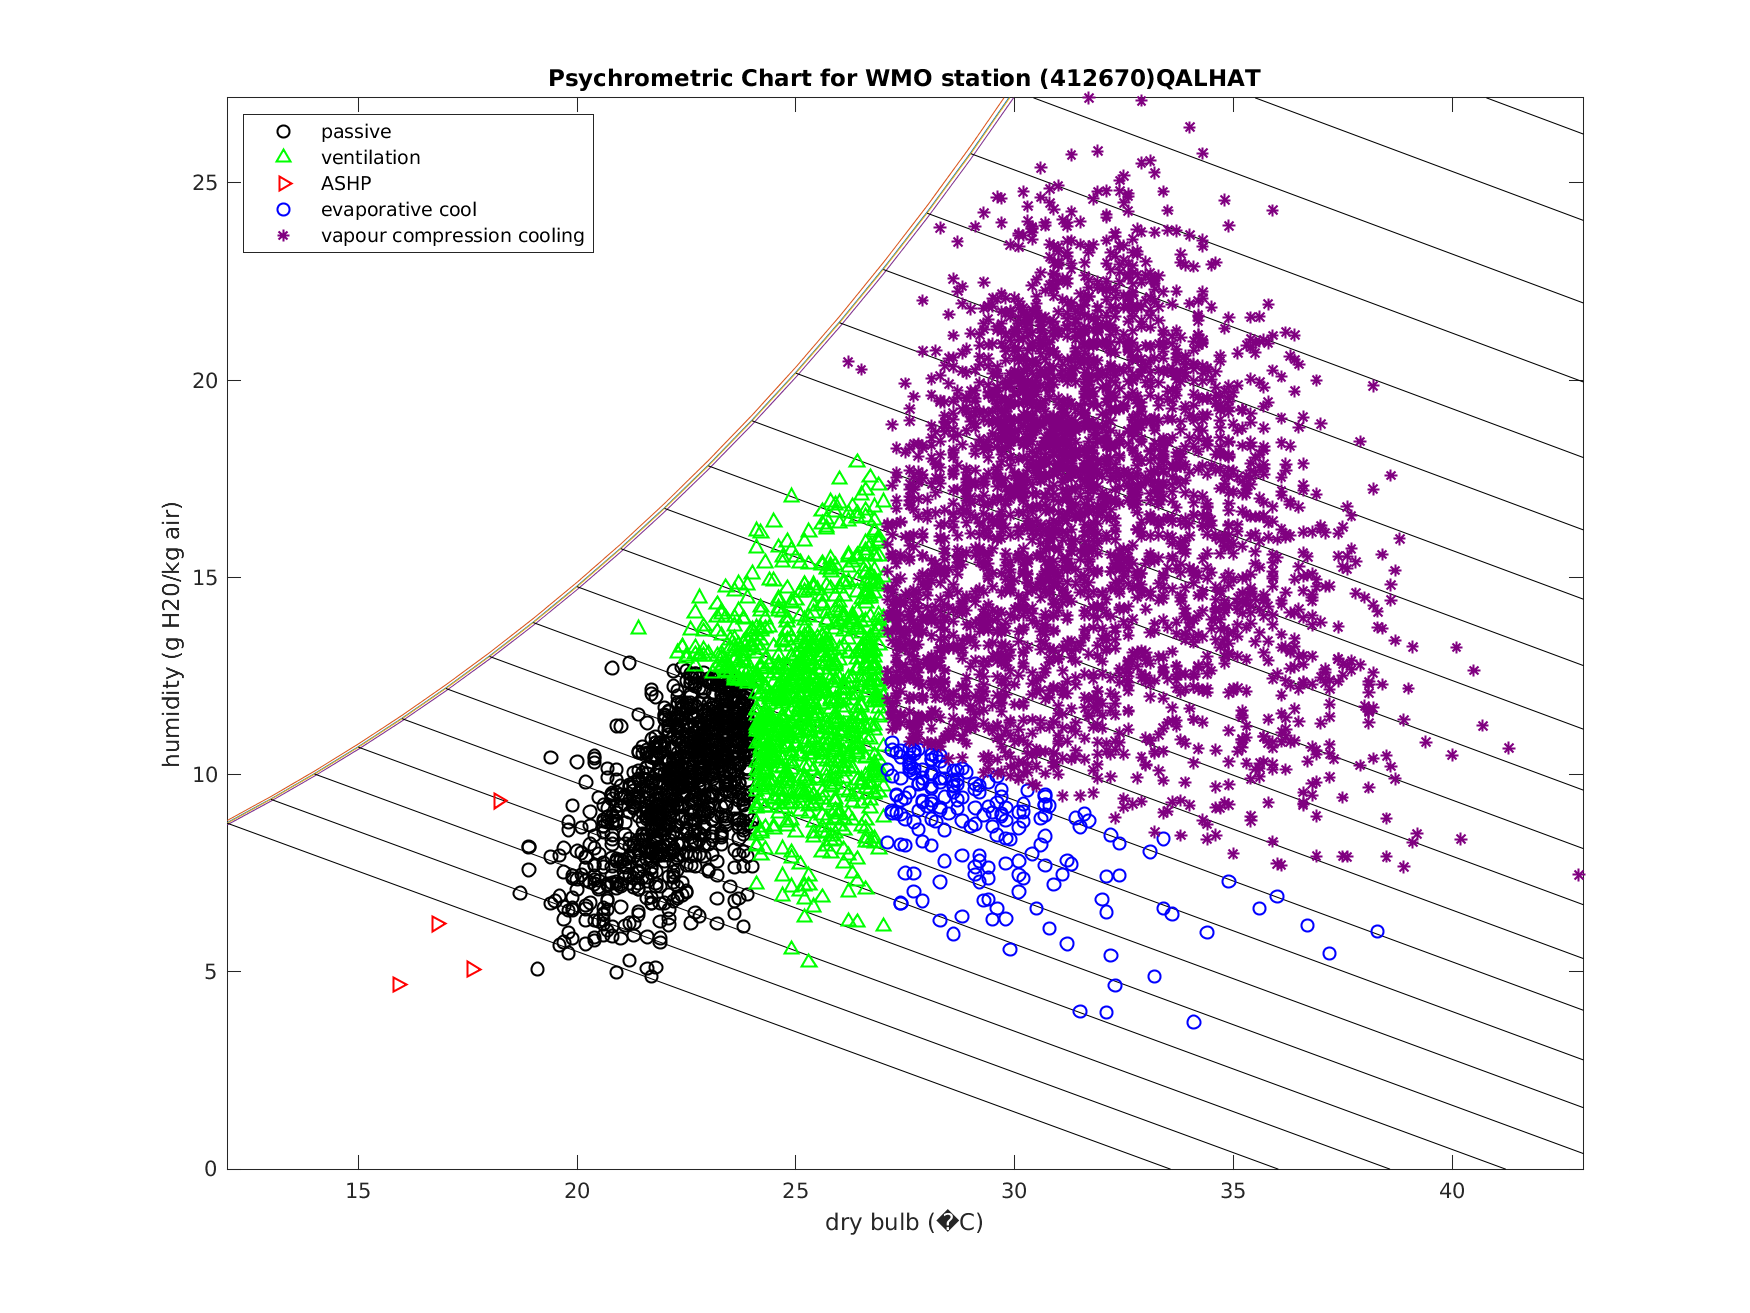 Psychrometric Chart for WMO station (412670)QALHAT
passive
ventilation
ASHP
evaporative cool
vapour compression cooling
humidity (g H20/kg air)
25
20
15
10
5
0
15 20 25 30 35 40
dry bulb (�C)